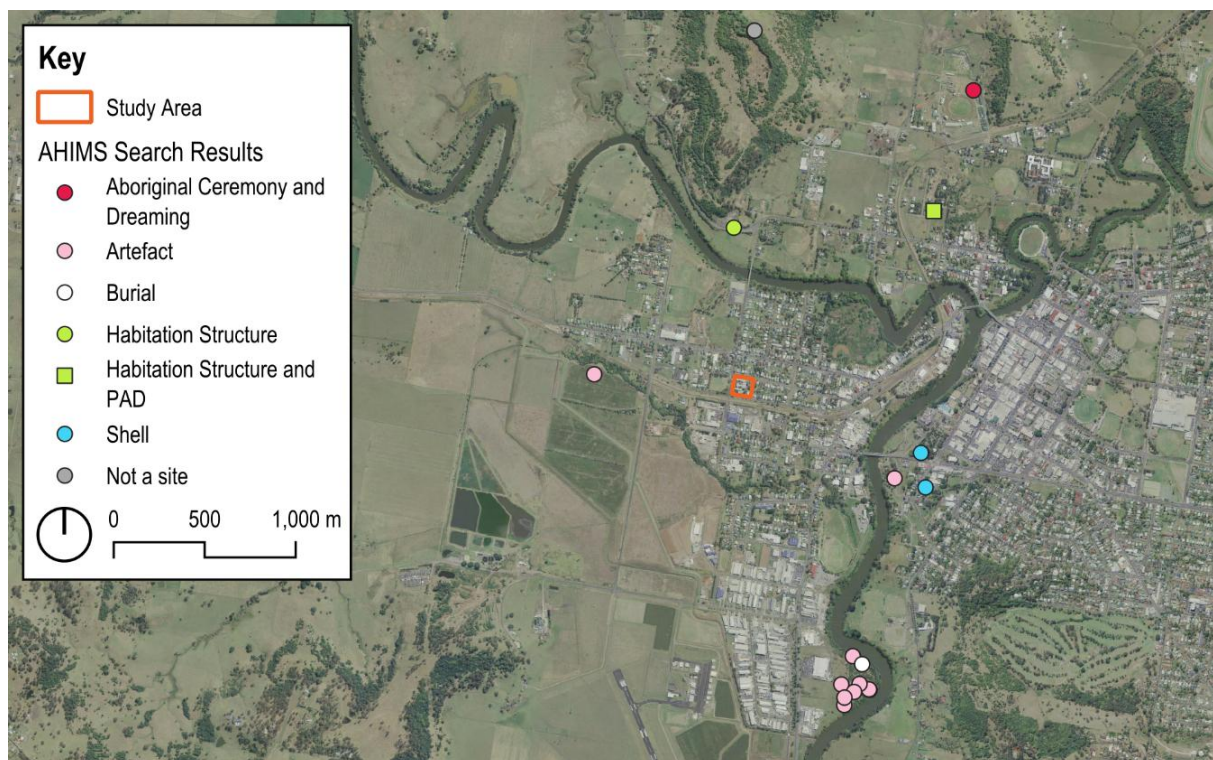 Key
Study Area
AHIMS Search Results
Aboriginal Ceremony and
Dreaming
Artefact
Burial
Habitation Structure
Habitation Structure and
PAD
Shell
Not a site
0 500 1,000 m